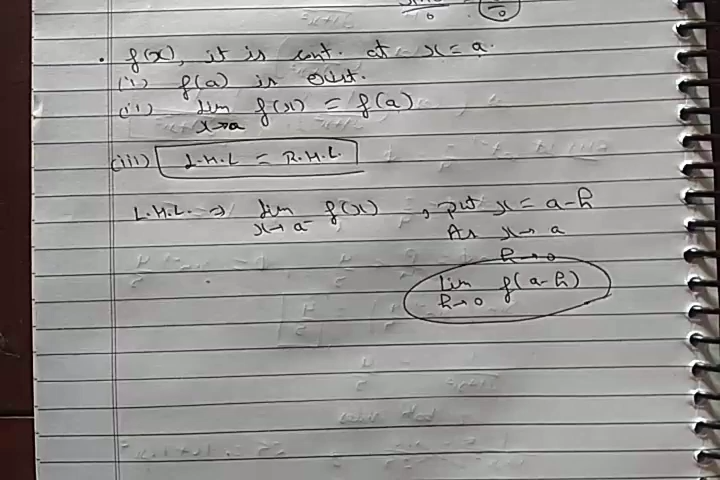 • f(x), it is cont. at x = a.
(i) f(a) is exist.
(ii) lim x→a f(x) = f(a)
(iii) L.H.L = R.H.L.
L.H.L. ⇒ lim x→a⁻ f(x) , put x = a-h
As x→a
h→0
lim h→0 f(a-h)